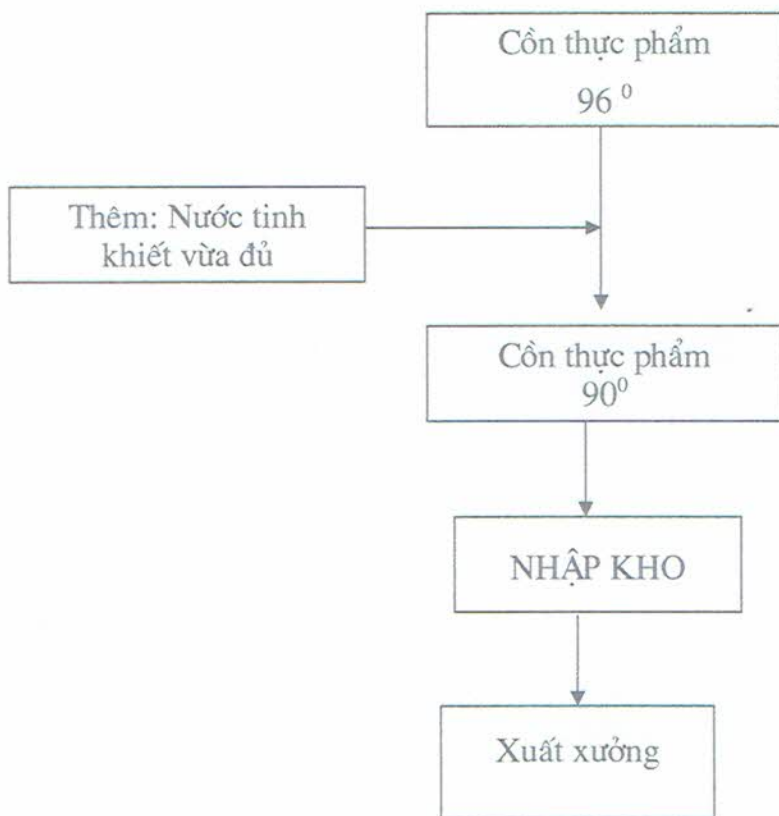 Cồn thực phẩm
96 ⁰
Thêm: Nước tinh
khiết vừa đủ
Cồn thực phẩm
90⁰
NHẬP KHO
Xuất xưởng